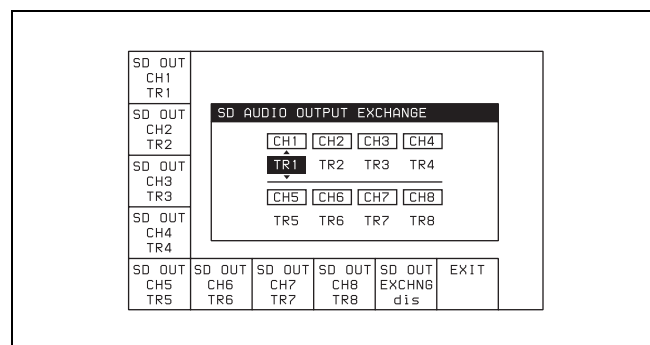 SD OUT
CH1
TR1
SD OUT
CH2
TR2
SD OUT
CH3
TR3
SD OUT
CH4
TR4
SD AUDIO OUTPUT EXCHANGE
CH1 CH2 CH3 CH4
TR1 TR2 TR3 TR4
CH5 CH6 CH7 CH8
TR5 TR6 TR7 TR8
SD OUT SD OUT SD OUT SD OUT SD OUT EXIT
CH5 CH6 CH7 CH8 EXCHNG
TR5 TR6 TR7 TR8 dis